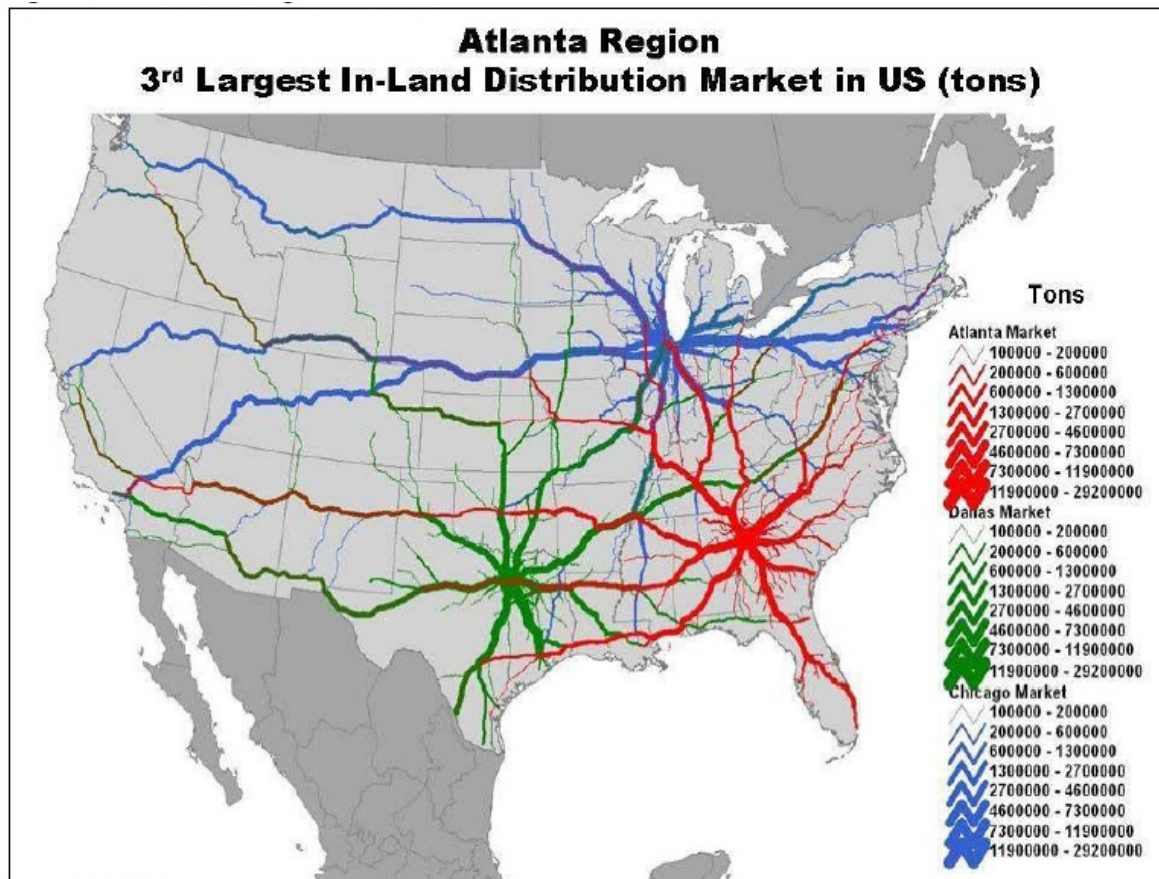 Atlanta Region
3rd Largest In-Land Distribution Market in US (tons)
Tons
Atlanta Market
100000 - 200000
200000 - 600000
600000 - 1300000
1300000 - 2700000
2700000 - 4600000
4600000 - 7300000
7300000 - 11900000
11900000 - 29200000
Dallas Market
100000 - 200000
200000 - 600000
600000 - 1300000
1300000 - 2700000
2700000 - 4600000
4600000 - 7300000
7300000 - 11900000
11900000 - 29200000
Chicago Market
100000 - 200000
200000 - 600000
600000 - 1300000
1300000 - 2700000
2700000 - 4600000
4600000 - 7300000
7300000 - 11900000
11900000 - 29200000